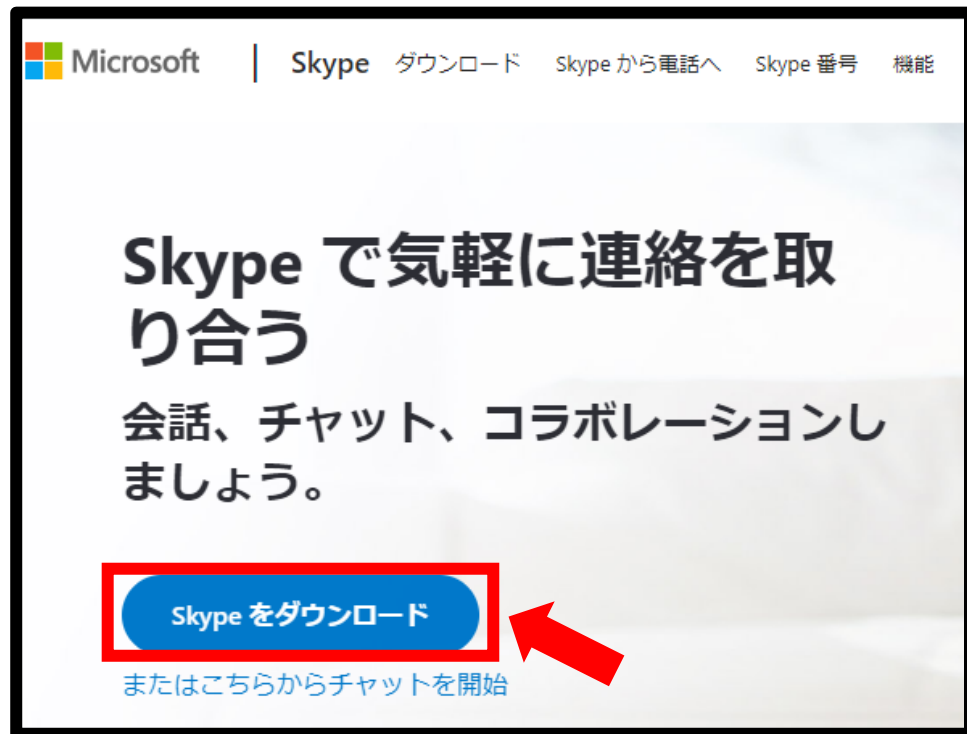 Microsoft | Skype ダウンロード Skype から電話へ Skype 番号 機能
Skype で気軽に連絡を取
り合う
会話、チャット、コラボレーションし
ましょう。
Skype をダウンロード
またはこちらからチャットを開始